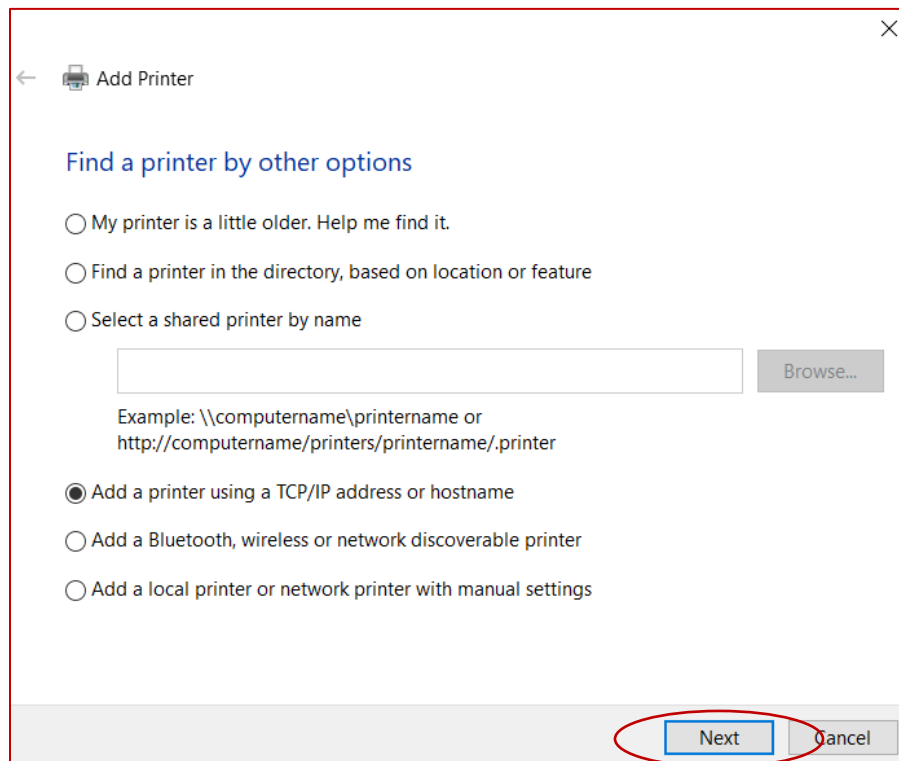 Add Printer
Find a printer by other options
My printer is a little older. Help me find it.
Find a printer in the directory, based on location or feature
Select a shared printer by name
Browse...
Example: \\computername\printername or
http://computername/printers/printername/.printer
Add a printer using a TCP/IP address or hostname
Add a Bluetooth, wireless or network discoverable printer
Add a local printer or network printer with manual settings
Next Cancel